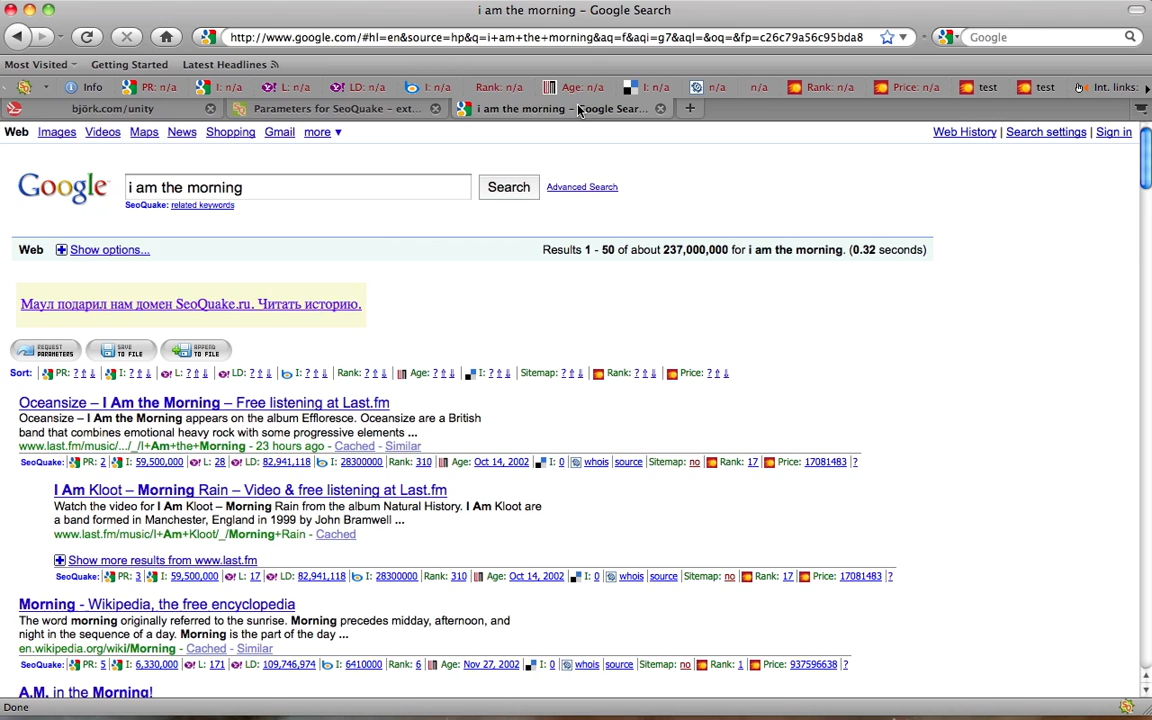 i am the morning – Google Search
http://www.google.com/#hl=en&source=hp&q=i+am+the+morning&aq=f&aqi=g7&aql=&oq=&fp=c26c79a56c95bda8
Google
Most Visited
Getting Started
Latest Headlines
Info
PR: n/a
I: n/a
L: n/a
LD: n/a
I: n/a
Rank: n/a
Age: n/a
I: n/a
n/a
n/a
Rank: n/a
Price: n/a
test
test
Int. links:
björk.com/unity
Parameters for SeoQuake – ext...
i am the morning – Google Sear...
Web Images Videos Maps News Shopping Gmail more ▼
Web History | Search settings | Sign in
Google
i am the morning
Search
Advanced Search
SeoQuake: related keywords
Web
Show options...
Results 1 - 50 of about 237,000,000 for i am the morning. (0.32 seconds)
Маул подарил нам домен SeoQuake.ru. Читать историю.
REQUEST PARAMETERS
SAVE TO FILE
APPEND TO FILE
Sort: | PR: ? ⇑ ⇓ | I: ? ⇑ ⇓ | L: ? ⇑ ⇓ | LD: ? ⇑ ⇓ | I: ? ⇑ ⇓ | Rank: ? ⇑ ⇓ | Age: ? ⇑ ⇓ | I: ? ⇑ ⇓ | Sitemap: ? ⇑ ⇓ | Rank: ? ⇑ ⇓ | Price: ? ⇑ ⇓ |
Oceansize – I Am the Morning – Free listening at Last.fm
Oceansize – I Am the Morning appears on the album Effloresce. Oceansize are a British
band that combines emotional heavy rock with some progressive elements ...
www.last.fm/music/.../_/I+Am+the+Morning - 23 hours ago - Cached - Similar
SeoQuake: | PR: 2 | I: 59,500,000 | L: 28 | LD: 82,941,118 | I: 28300000 | Rank: 310 | Age: Oct 14, 2002 | I: 0 | whois | source | Sitemap: no | Rank: 17 | Price: 17081483 | ?
I Am Kloot – Morning Rain – Video & free listening at Last.fm
Watch the video for I Am Kloot – Morning Rain from the album Natural History. I Am Kloot are
a band formed in Manchester, England in 1999 by John Bramwell ...
www.last.fm/music/I+Am+Kloot/_/Morning+Rain - Cached
Show more results from www.last.fm
SeoQuake: | PR: 3 | I: 59,500,000 | L: 17 | LD: 82,941,118 | I: 28300000 | Rank: 310 | Age: Oct 14, 2002 | I: 0 | whois | source | Sitemap: no | Rank: 17 | Price: 17081483 | ?
Morning - Wikipedia, the free encyclopedia
The word morning originally referred to the sunrise. Morning precedes midday, afternoon, and
night in the sequence of a day. Morning is the part of the day ...
en.wikipedia.org/wiki/Morning - Cached - Similar
SeoQuake: | PR: 5 | I: 6,330,000 | L: 171 | LD: 109,746,974 | I: 6410000 | Rank: 6 | Age: Nov 27, 2002 | I: 0 | whois | source | Sitemap: no | Rank: 1 | Price: 937596638 | ?
A.M. in the Morning!
Done